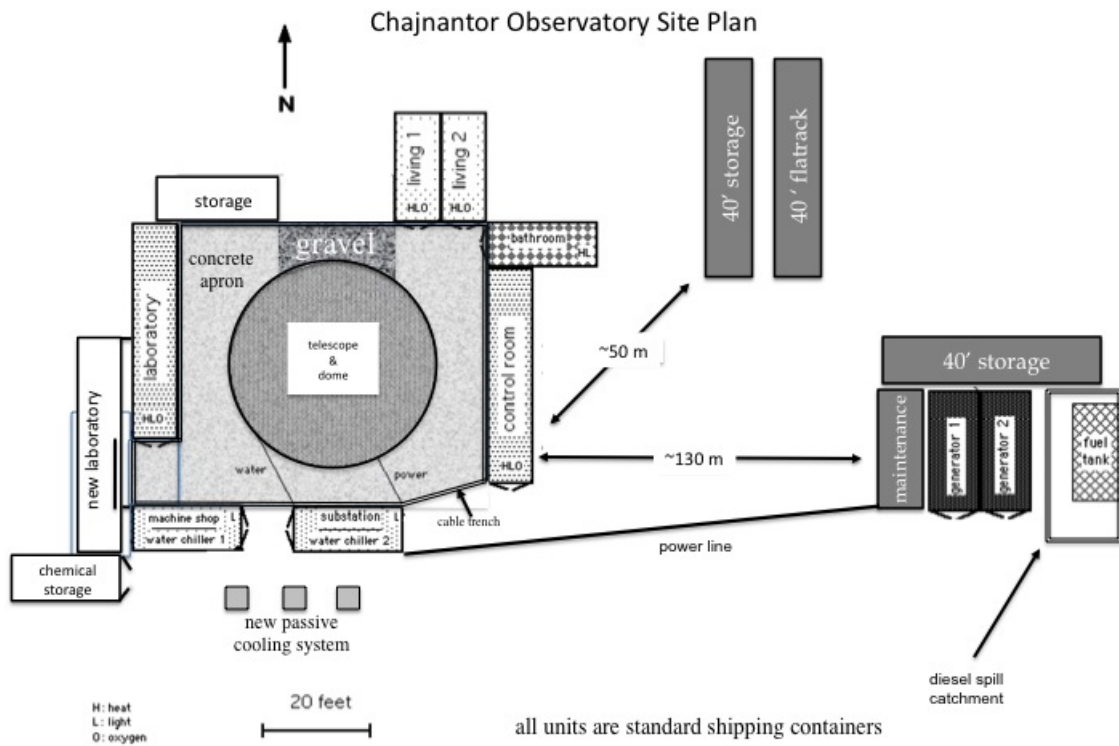 Chajnantor Observatory Site Plan
N
living 1
HLO
living 2
HLO
40' storage
40 ' flatrack
storage
gravel
concrete
apron
bathroom
HL
laboratory
HLO
telescope
&
dome
control room
HLO
~50 m
40' storage
new laboratory
water
power
~130 m
maintenance
generator 1
generator 2
fuel
tank
machine shop
L
water chiller 1
substation
L
water chiller 2
cable trench
power line
chemical
storage
new passive
cooling system
diesel spill
catchment
20 feet
H: heat
L: light
O: oxygen
all units are standard shipping containers